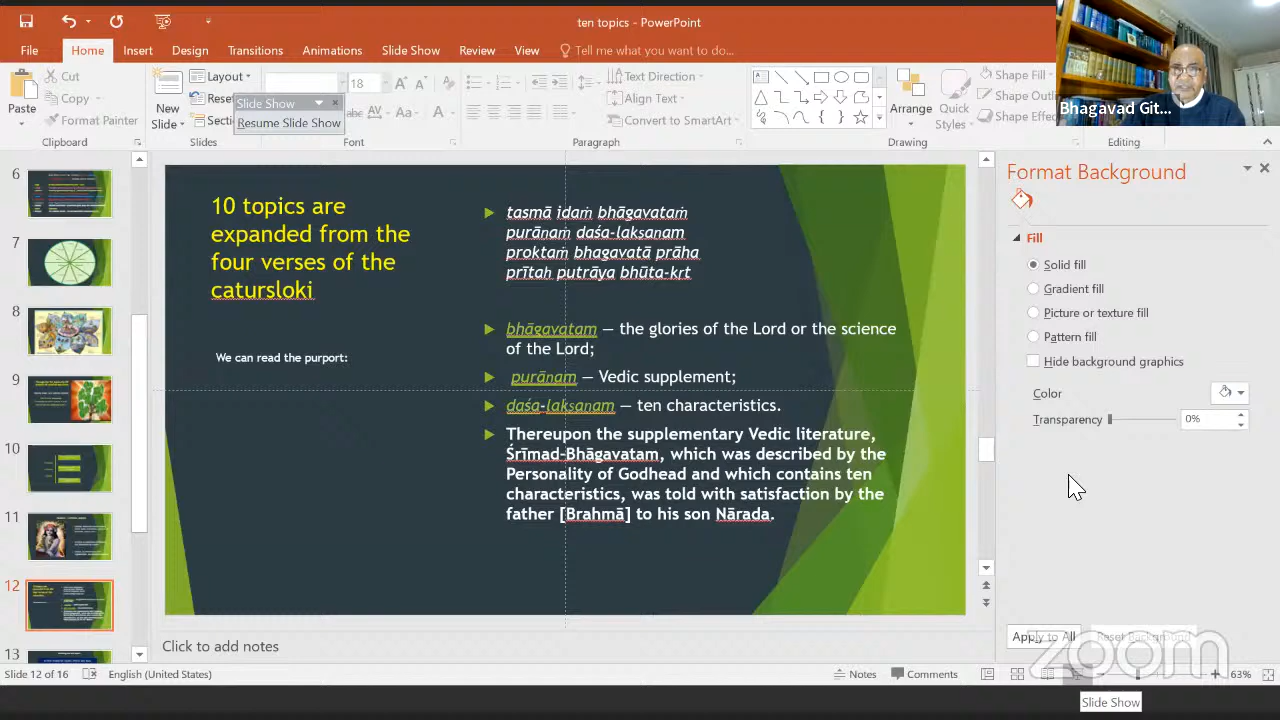 ten topics - PowerPoint
File
Home
Insert
Design
Transitions
Animations
Slide Show
Review
View
Tell me what you want to do...
Bhagavad Git...
Paste
Cut
Copy
Format Painter
New
Slide
Layout
Reset
Slide Show
Resume Slide Show
18
Text Direction
Align Text
Convert to SmartArt
Arrange
Quick
Styles
Shape Fill
Clipboard
Slides
Font
Paragraph
Drawing
Editing
6
7
8
9
10
11
12
13
10 topics are
expanded from the
four verses of the
catursloki
We can read the purport:
tasmā idaṁ bhāgavataṁ
purāṇaṁ daśa-lakṣaṇam
proktaṁ bhagavatā prāha
prītaḥ putrāya bhūta-kṛt
bhāgavatam — the glories of the Lord or the science
of the Lord;
purāṇam — Vedic supplement;
daśa-lakṣaṇam — ten characteristics.
Thereupon the supplementary Vedic literature,
Śrīmad-Bhāgavatam, which was described by the
Personality of Godhead and which contains ten
characteristics, was told with satisfaction by the
father [Brahmā] to his son Nārada.
Format Background
Fill
Solid fill
Gradient fill
Picture or texture fill
Pattern fill
Hide background graphics
Color
Transparency
0%
Apply to All
Reset Background
zoom
Click to add notes
Slide 12 of 16
English (United States)
Notes
Comments
63%
Slide Show